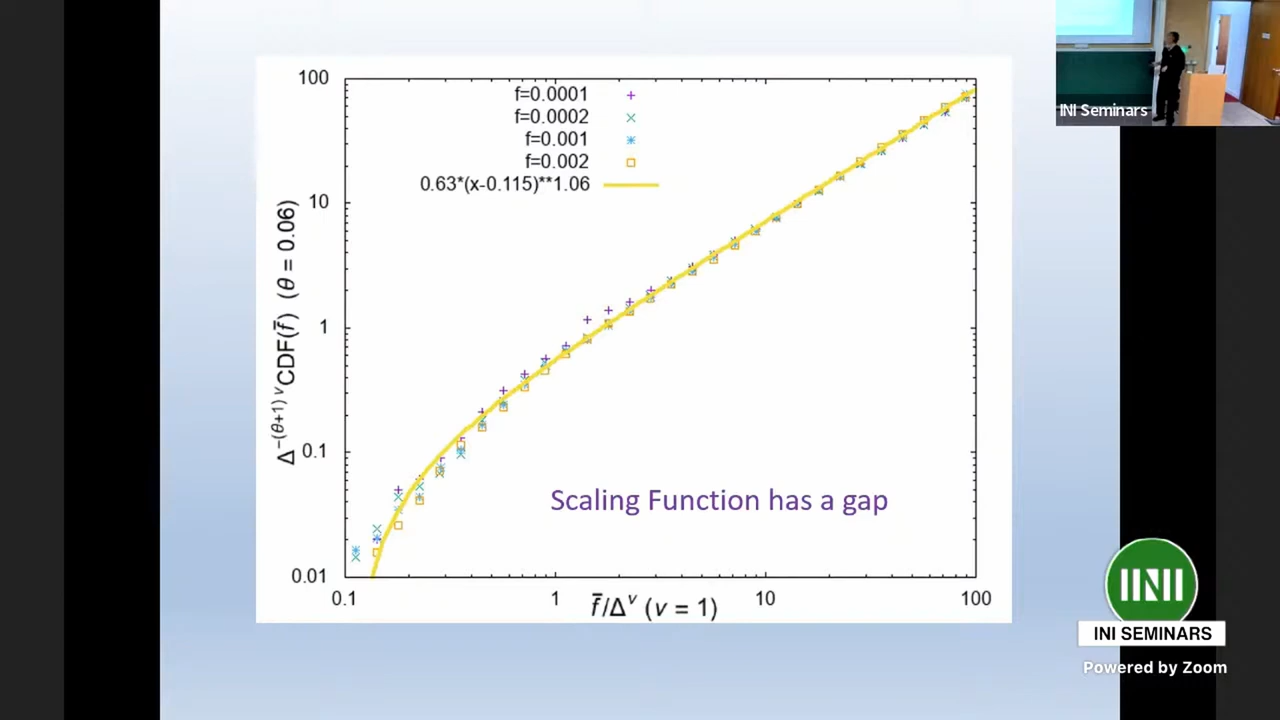 100
10
1
0.1
0.01
0.1
1
10
100
f=0.0001
f=0.0002
f=0.001
f=0.002
0.63*(x-0.115)**1.06
Δ^{-(θ+1) ν}CDF(f̄) (θ = 0.06)
f̄/Δ^ν (ν = 1)
Scaling Function has a gap
INI Seminars
INI SEMINARS
Powered by Zoom